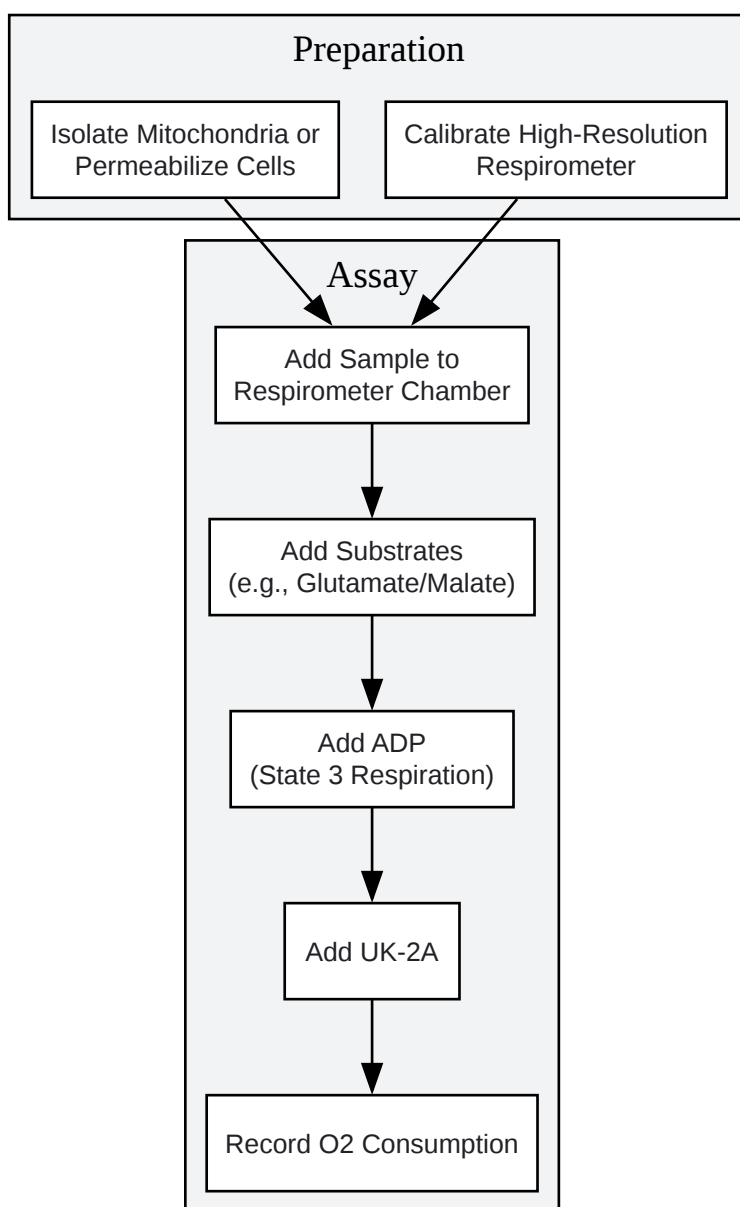 Preparation
Isolate Mitochondria or
Permeabilize Cells
Calibrate High-Resolution
Respirometer
Assay
Add Sample to
Respirometer Chamber
Add Substrates
(e.g., Glutamate/Malate)
Add ADP
(State 3 Respiration)
Add UK-2A
Record O2 Consumption